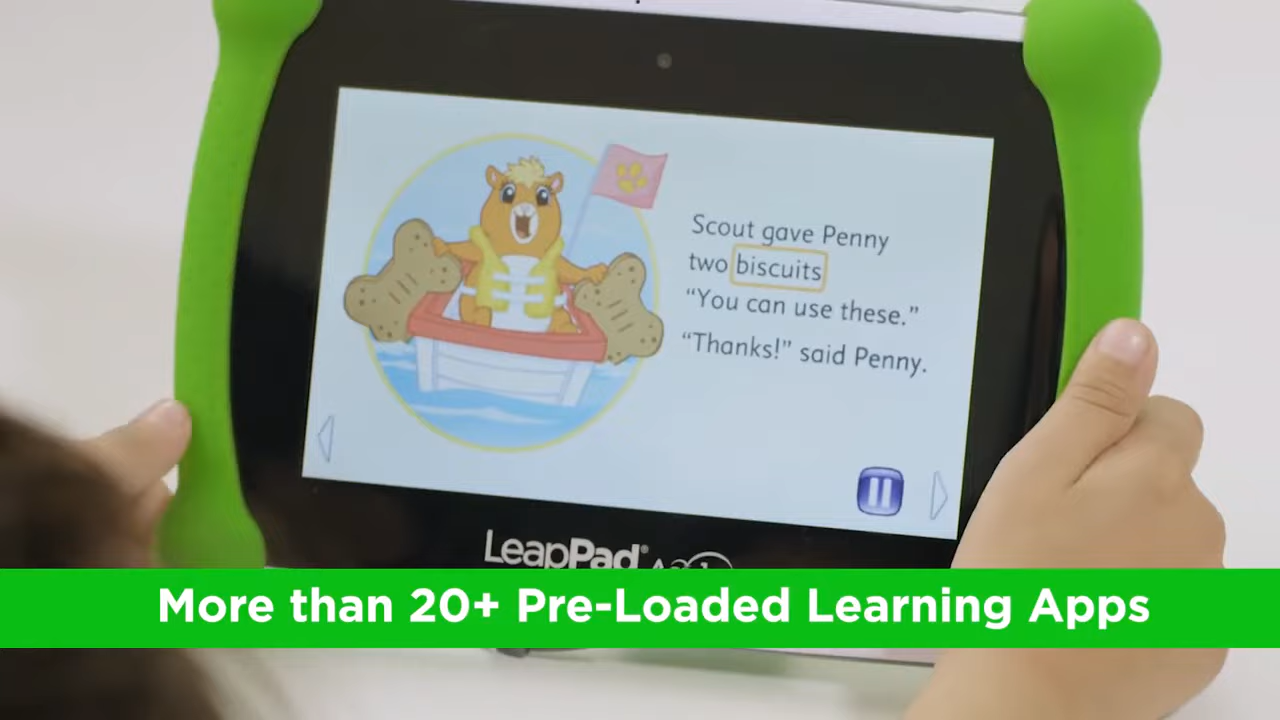 Scout gave Penny
two biscuits
“You can use these.”
“Thanks!” said Penny.
LeapPad®
More than 20+ Pre-Loaded Learning Apps